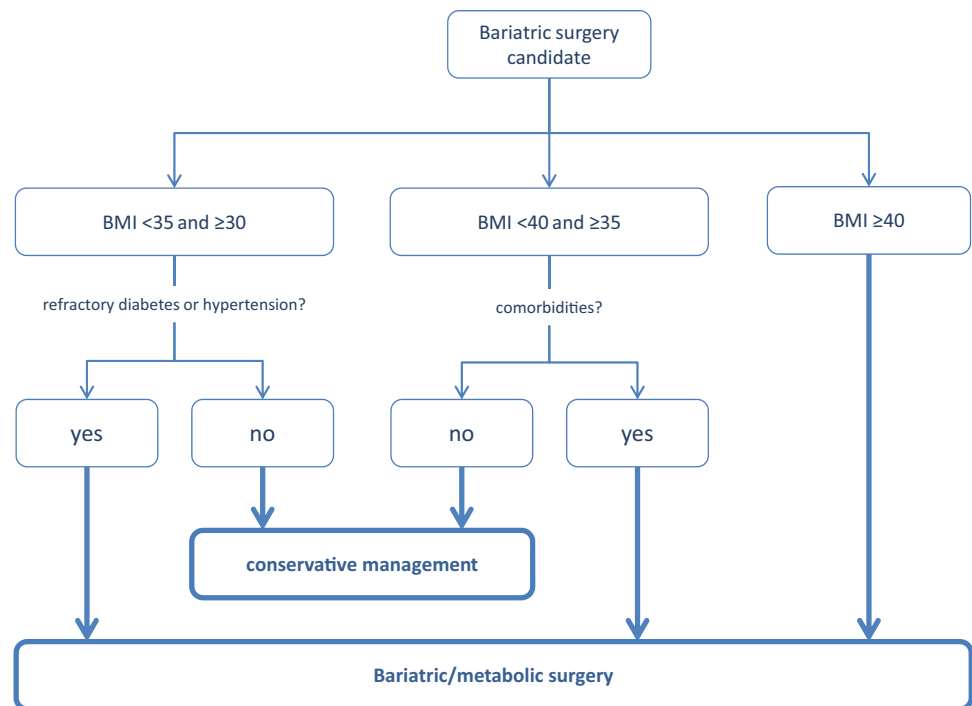 Bariatric surgery
candidate
BMI <35 and ≥30
BMI <40 and ≥35
BMI ≥40
refractory diabetes or hypertension?
comorbidities?
yes
no
no
yes
conservative management
Bariatric/metabolic surgery